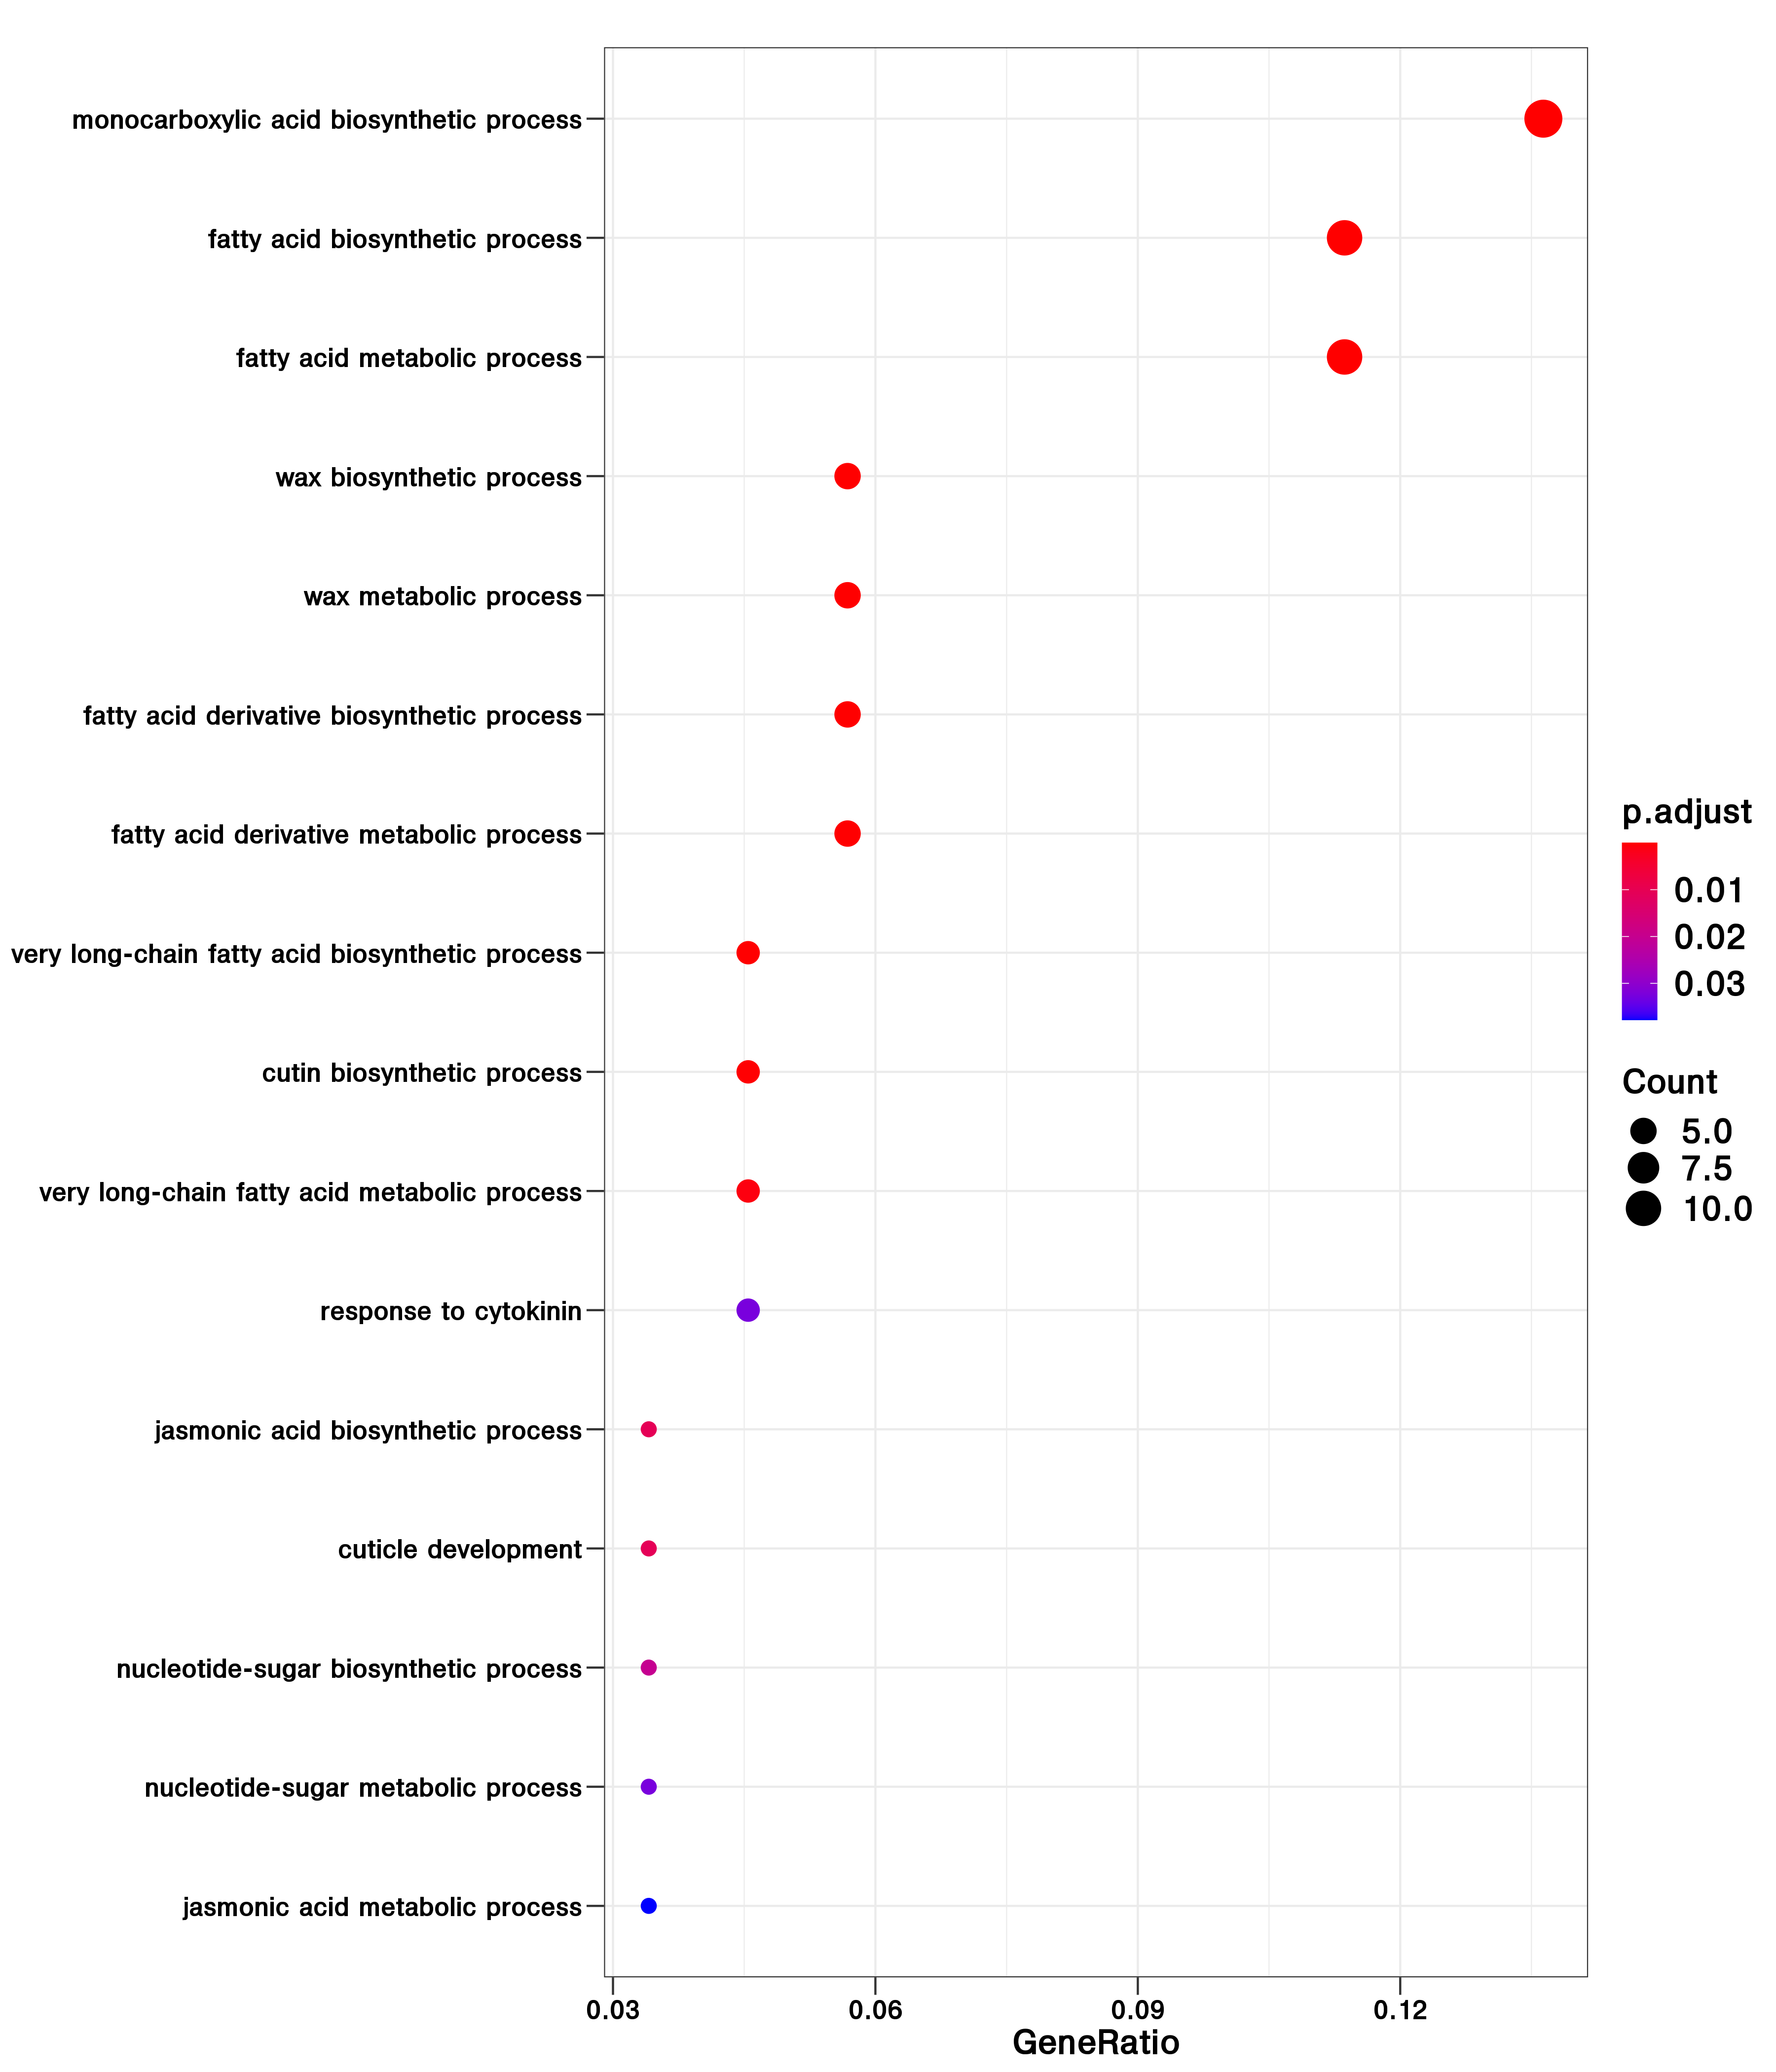 monocarboxylic acid biosynthetic process
fatty acid biosynthetic process
fatty acid metabolic process
wax biosynthetic process
wax metabolic process
fatty acid derivative biosynthetic process
fatty acid derivative metabolic process
very long-chain fatty acid biosynthetic process
cutin biosynthetic process
very long-chain fatty acid metabolic process
response to cytokinin
jasmonic acid biosynthetic process
cuticle development
nucleotide-sugar biosynthetic process
nucleotide-sugar metabolic process
jasmonic acid metabolic process
0.03 0.06 0.09 0.12
GeneRatio
p.adjust
0.01
0.02
0.03
Count
5.0
7.5
10.0